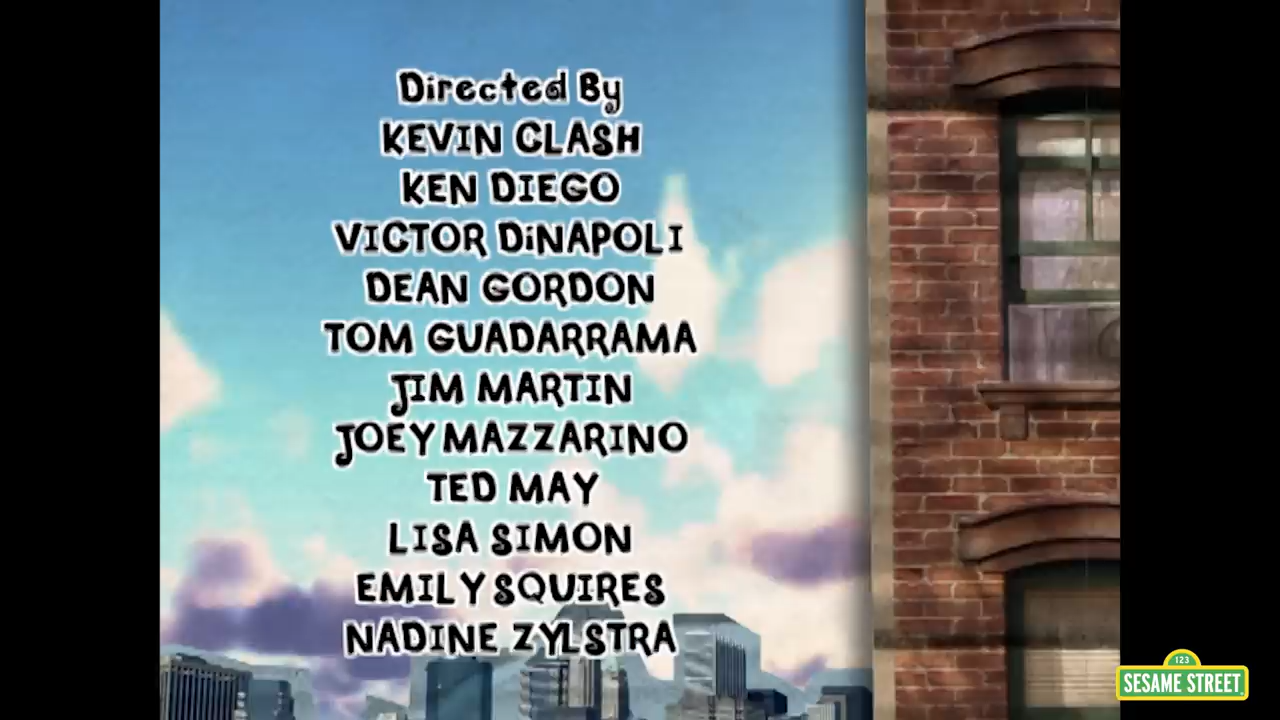 Directed By
KEVIN CLASH
KEN DIEGO
VICTOR DiNAPOLI
DEAN GORDON
TOM GUADARRAMA
JIM MARTIN
JOEY MAZZARINO
TED MAY
LISA SIMON
EMILY SQUIRES
NADINE ZYLSTRA
123
SESAME STREET